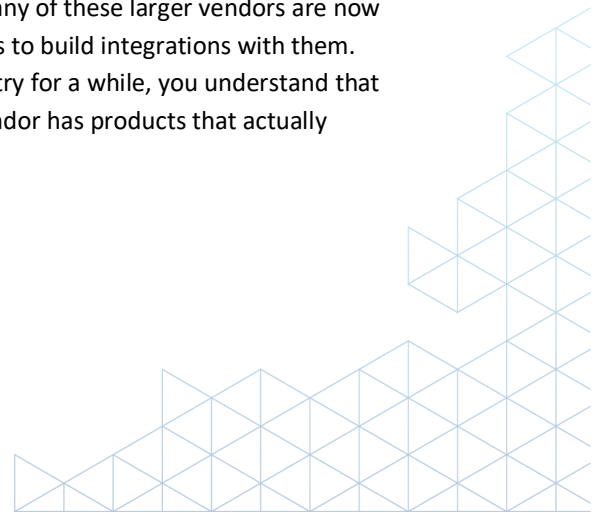 any of these larger vendors are now
s to build integrations with them.
try for a while, you understand that
ndor has products that actually